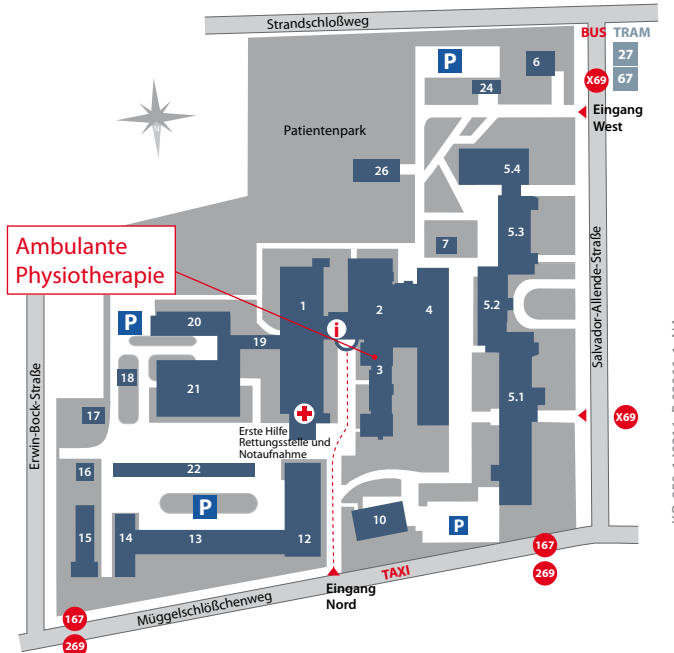 Strandschloßweg
BUS TRAM
27
67
X69
P
6
24
Eingang
West
Patientenpark
26
5.4
5.3
7
Ambulante
Physiotherapie
Salvador-Allende-Straße
5.2
1
2
4
i
P
20
19
3
18
21
5.1
17
X69
Erwin-Bock-Straße
Erste Hilfe
Rettungsstelle und
Notaufnahme
16
22
P
10
P
15
14
13
12
167
269
TAXI
Eingang
Nord
Müggelschlößchenweg
167
269